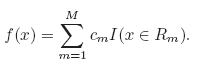 f(x) = \sum_{m=1}^{M} c_m I(x \in R_m).